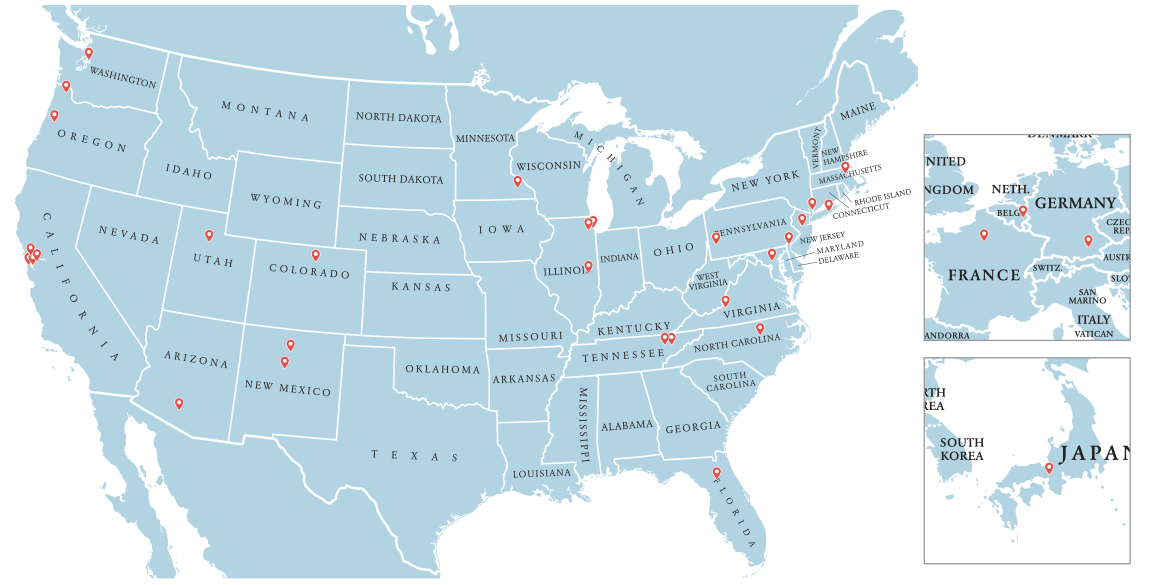 WASHINGTON
MONTANA
NORTH DAKOTA
MINNESOTA
MICHIGAN
MAINE
VERMONT
NEW
HAMPSHIRE
OREGON
IDAHO
SOUTH DAKOTA
WISCONSIN
NEW YORK
MASSACHUSETTS
RHODE ISLAND
CONNECTICUT
WYOMING
CALIFORNIA
NEVADA
UTAH
COLORADO
NEBRASKA
IOWA
ILLINOI
INDIANA
OHIO
PENNSYLVANIA
NEW JERSEY
MARYLAND
DELAWARE
KANSAS
MISSOURI
WEST
VIRGINIA
VIRGINIA
KENTUCKY
ARIZONA
NEW MEXICO
OKLAHOMA
ARKANSAS
TENNESSEE
NORTH CAROLINA
SOUTH
CAROLINA
MISSISSIPPI
ALABAMA
GEORGIA
TEXAS
LOUISIANA
FLORIDA
DENMARK
NITED
NGDOM
NETH.
BELG
GERMANY
CZEC
REP
FRANCE
SWITZ.
AUSTR
SLOV
SAN
MARINO
ITALY
VATICAN
ANDORRA
RTH
REA
SOUTH
KOREA
JAPAN